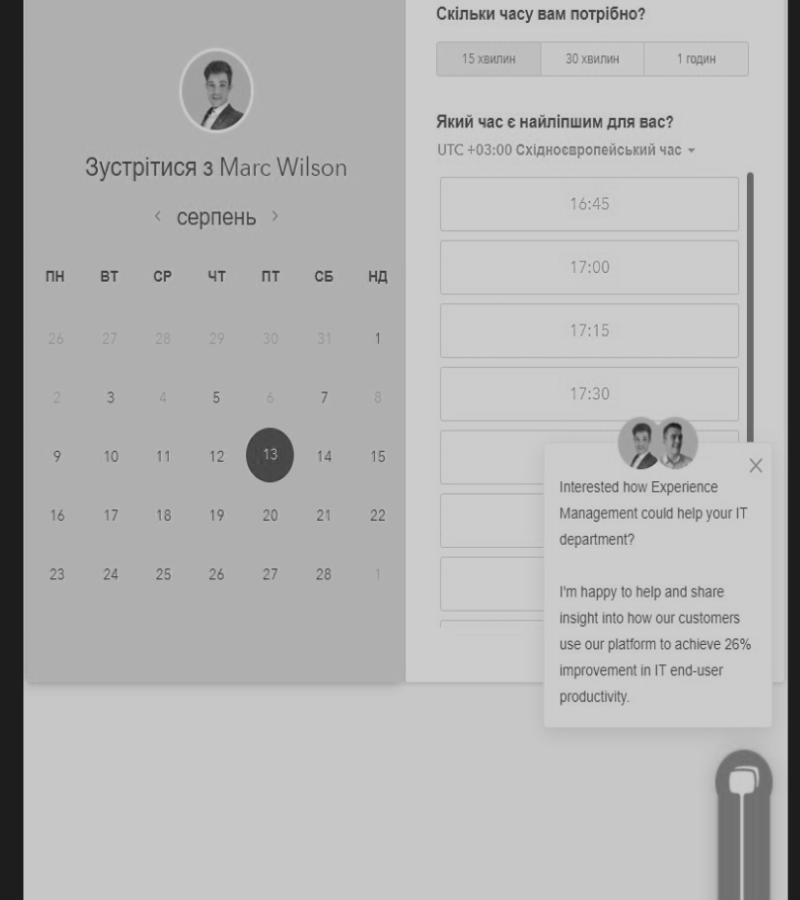 Зустрітися з Marc Wilson
серпень
ПН ВТ СР ЧТ ПТ СБ НД
26 27 28 29 30 31 1
2 3 4 5 6 7 8
9 10 11 12 13 14 15
16 17 18 19 20 21 22
23 24 25 26 27 28 1
Скільки часу вам потрібно?
15 хвилин 30 хвилин 1 годин
Який час є найліпшим для вас?
UTC +03:00 Східноєвропейський час
16:45
17:00
17:15
17:30
Interested how Experience
Management could help your IT
department?
I'm happy to help and share
insight into how our customers
use our platform to achieve 26%
improvement in IT end-user
productivity.